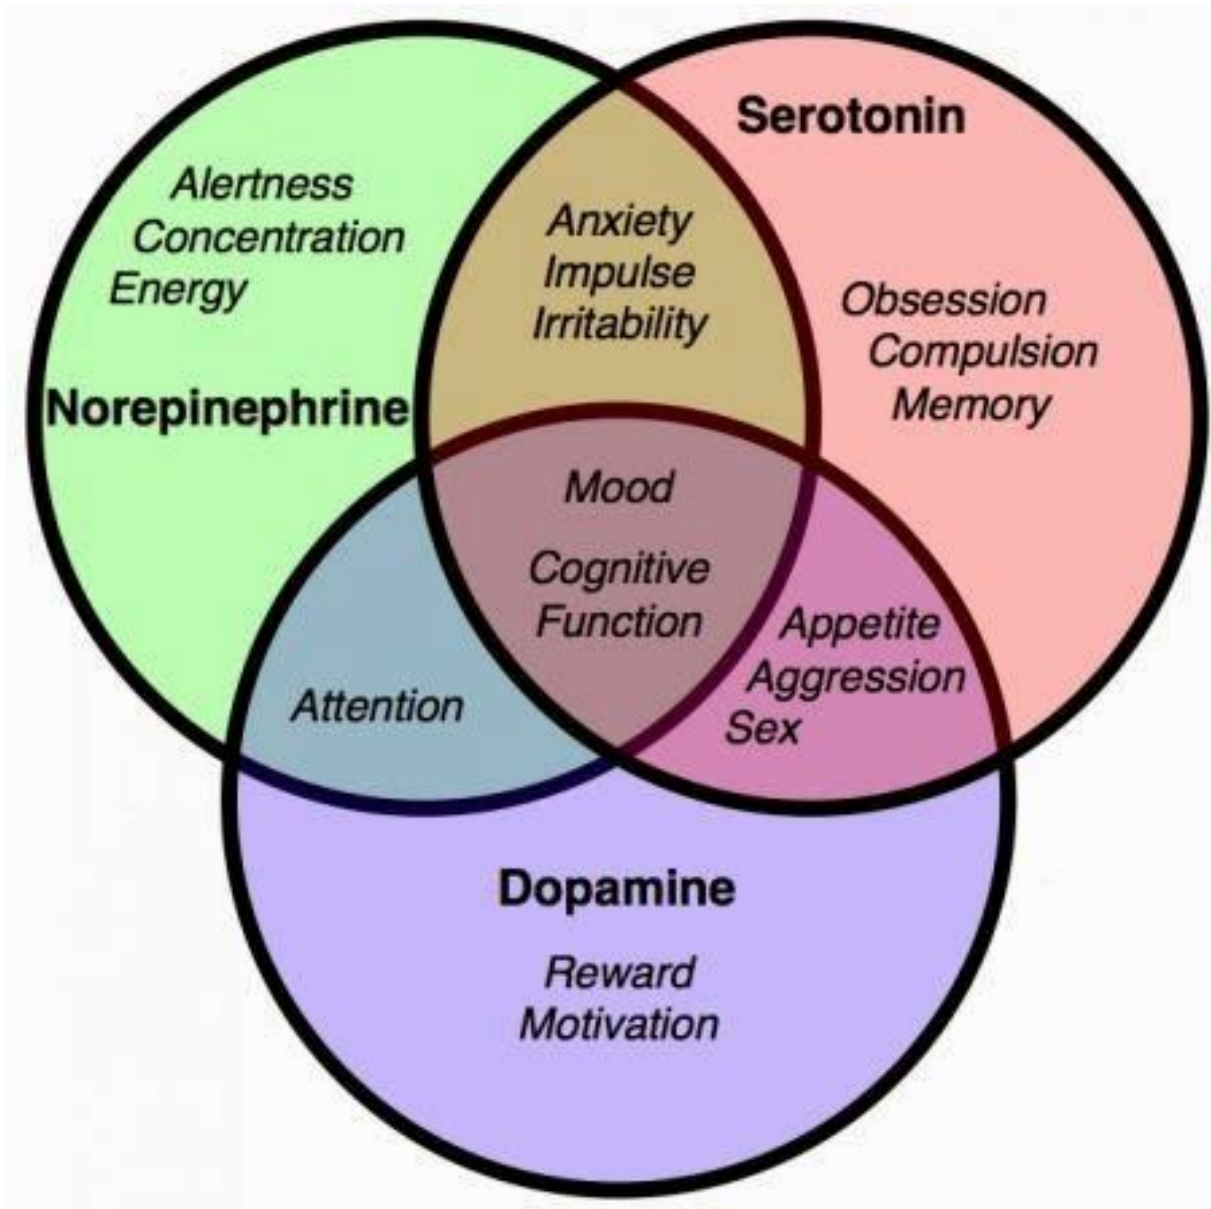 Serotonin
Alertness
Concentration
Energy
Norepinephrine
Anxiety
Impulse
Irritability
Obsession
Compulsion
Memory
Mood
Cognitive
Function
Attention
Appetite
Aggression
Sex
Dopamine
Reward
Motivation